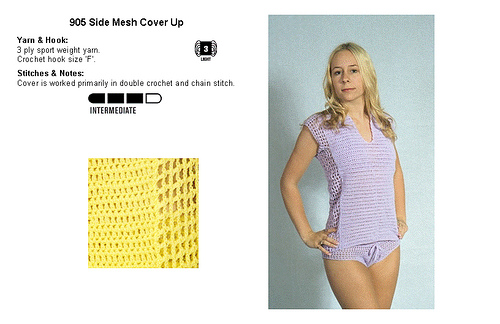 905 Side Mesh Cover Up
Yarn & Hook:
3 ply sport weight yarn.
Crochet hook size "F".
3
LIGHT
Stitches & Notes:
Cover is worked primarily in double crochet and chain stitch.
INTERMEDIATE